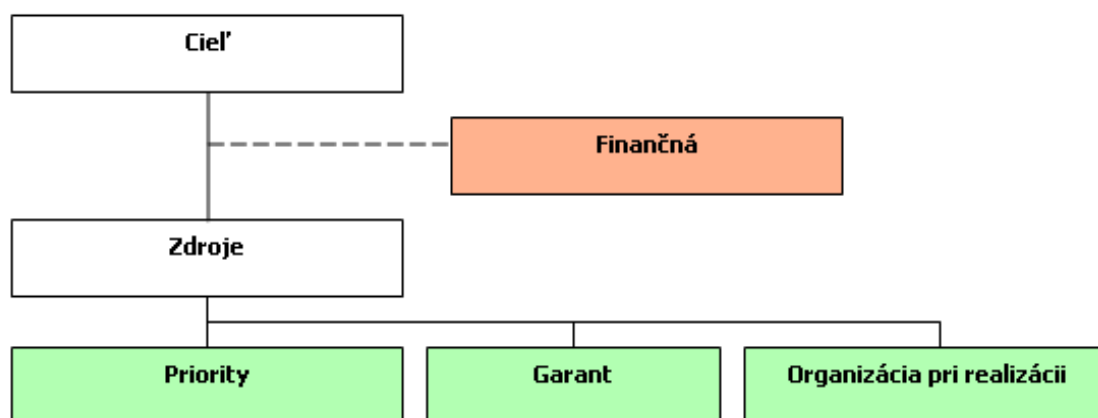 Cieľ
Finančná
Zdroje
Priority
Garant
Organizácia pri realizácii